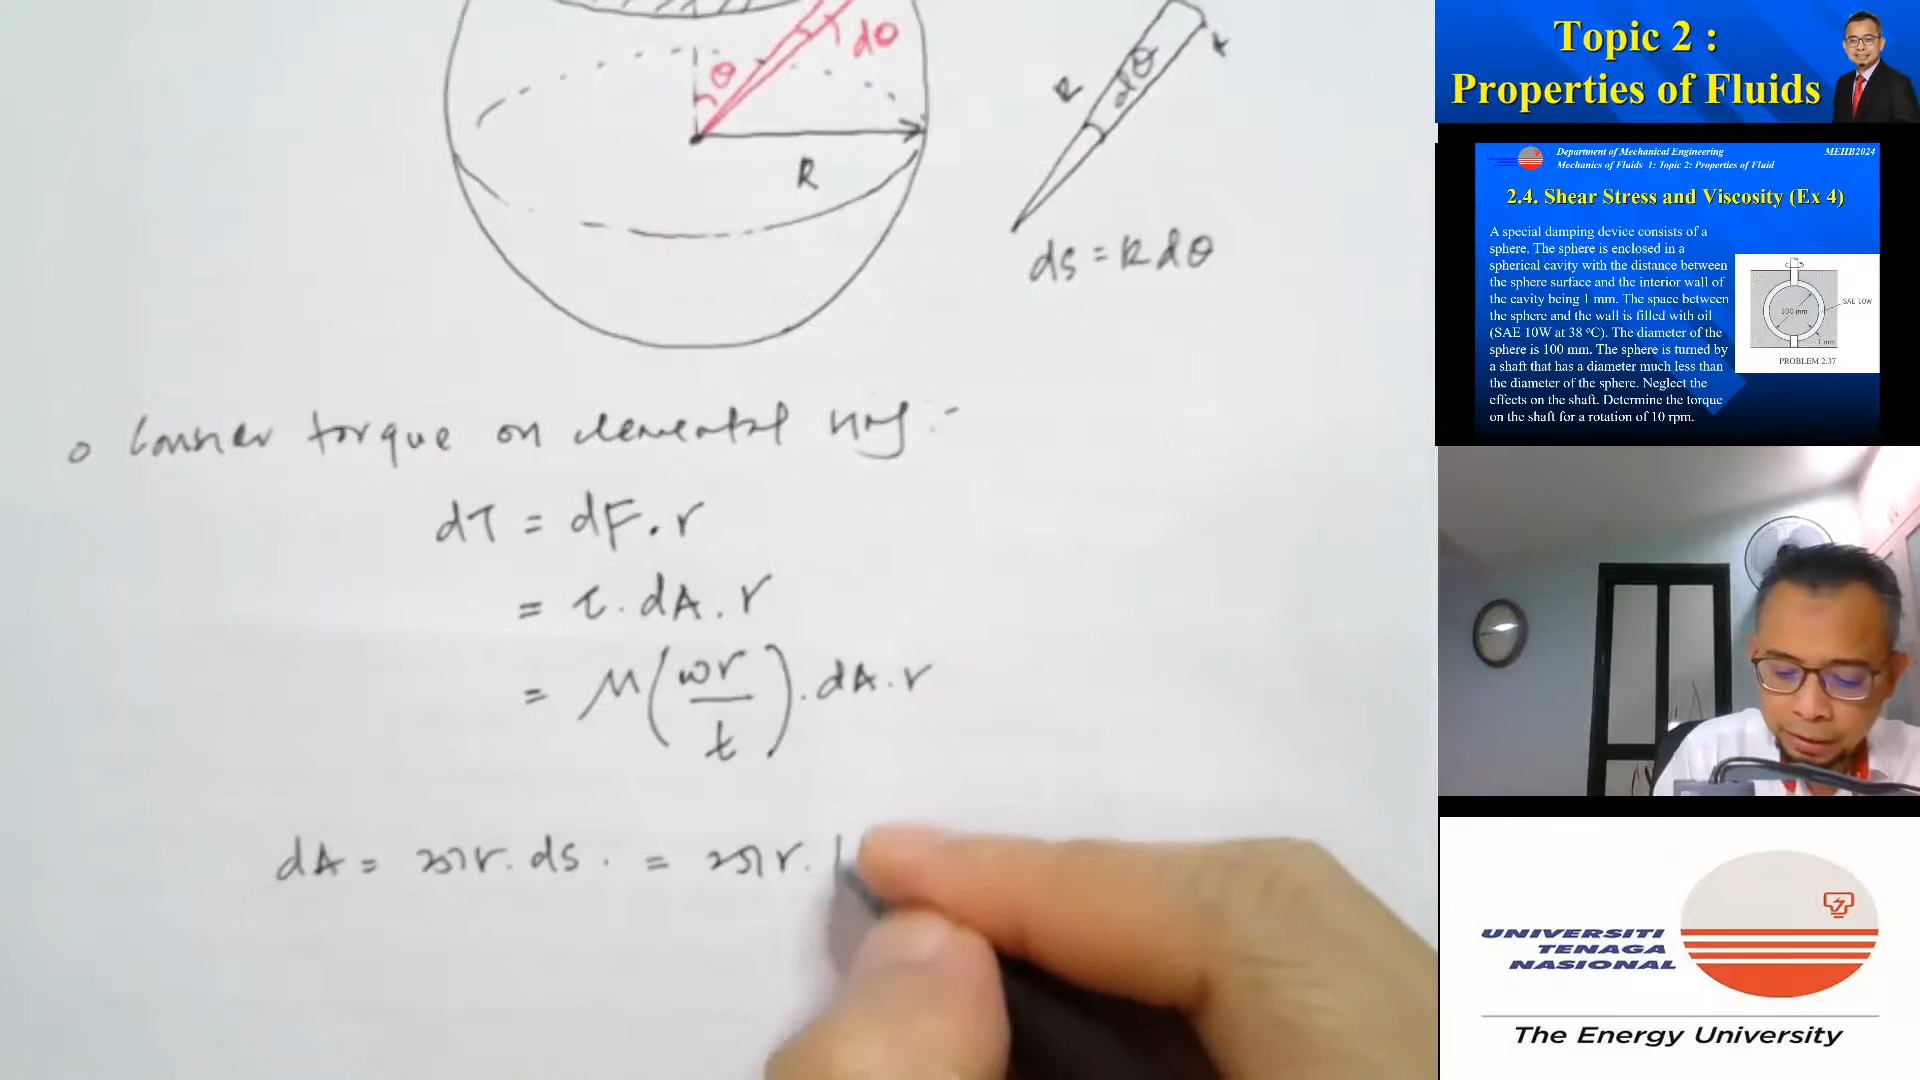 θ
dθ
R
R
dθ
ds = R dθ
o Consider torque on elemental ring :-
dT = dF . r
= τ . dA . r
= μ (ωr / t) . dA . r
dA = 2πr . ds . = 2πr .
Topic 2 :
Properties of Fluids
Department of Mechanical Engineering
MEHB2024
Mechanics of Fluids 1: Topic 2: Properties of Fluid
2.4. Shear Stress and Viscosity (Ex 4)
A special damping device consists of a
sphere. The sphere is enclosed in a
spherical cavity with the distance between
the sphere surface and the interior wall of
the cavity being 1 mm. The space between
the sphere and the wall is filled with oil
(SAE 10W at 38 °C). The diameter of the
sphere is 100 mm. The sphere is turned by
a shaft that has a diameter much less than
the diameter of the sphere. Neglect the
effects on the shaft. Determine the torque
on the shaft for a rotation of 10 rpm.
SAE 10W
100 mm
1 mm
PROBLEM 2.37
UNIVERSITI
TENAGA
NASIONAL
The Energy University